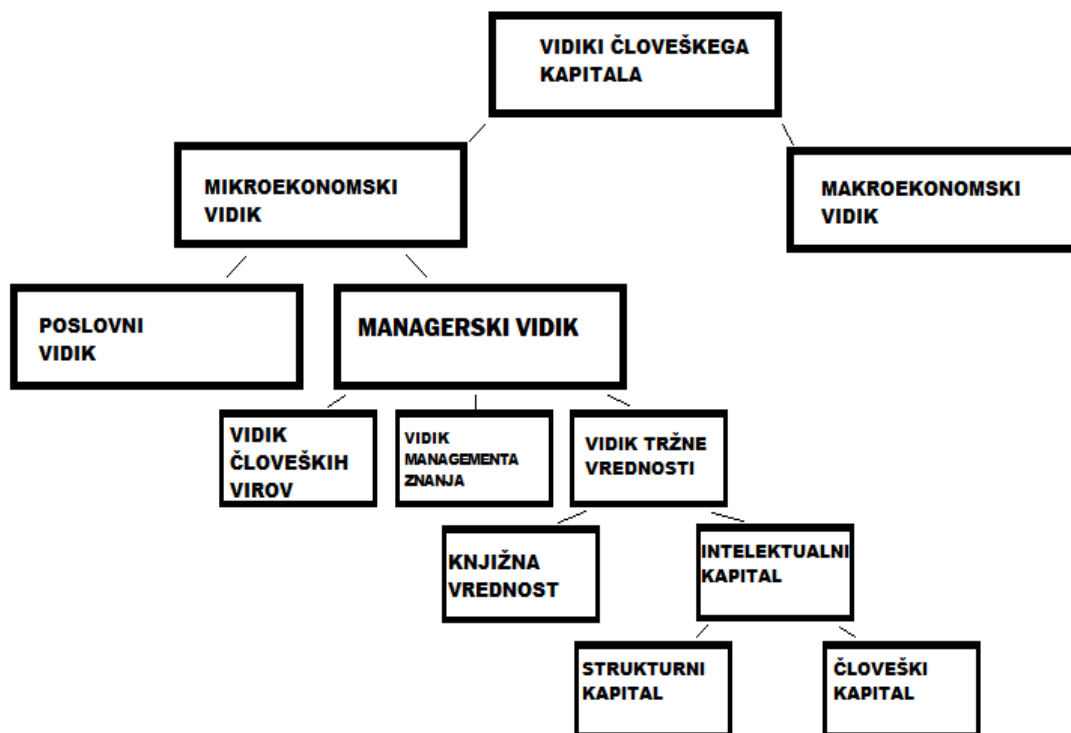 VIDIKI ČLOVEŠKEGA
KAPITALA
MIKROEKONOMSKI
VIDIK
MAKROEKONOMSKI
VIDIK
POSLOVNI
VIDIK
MANAGERSKI VIDIK
VIDIK
ČLOVEŠKIH
VIROV
VIDIK
MANAGEMENTA
ZNANJA
VIDIK TRŽNE
VREDNOSTI
KNJIŽNA
VREDNOST
INTELEKTUALNI
KAPITAL
STRUKTURNI
KAPITAL
ČLOVEŠKI
KAPITAL